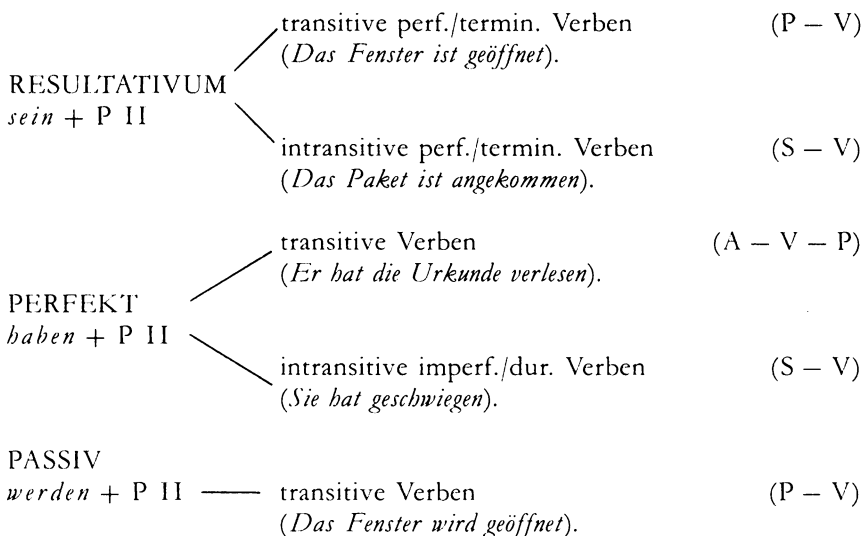 transitive perf./termin. Verben (P – V)
(Das Fenster ist geöffnet).
RESULTATIVUM
sein + P II
intransitive perf./termin. Verben (S – V)
(Das Paket ist angekommen).
transitive Verben (A – V – P)
(Er hat die Urkunde verlesen).
PERFEKT
haben + P II
intransitive imperf./dur. Verben (S – V)
(Sie hat geschwiegen).
PASSIV
werden + P II — transitive Verben (P – V)
(Das Fenster wird geöffnet).